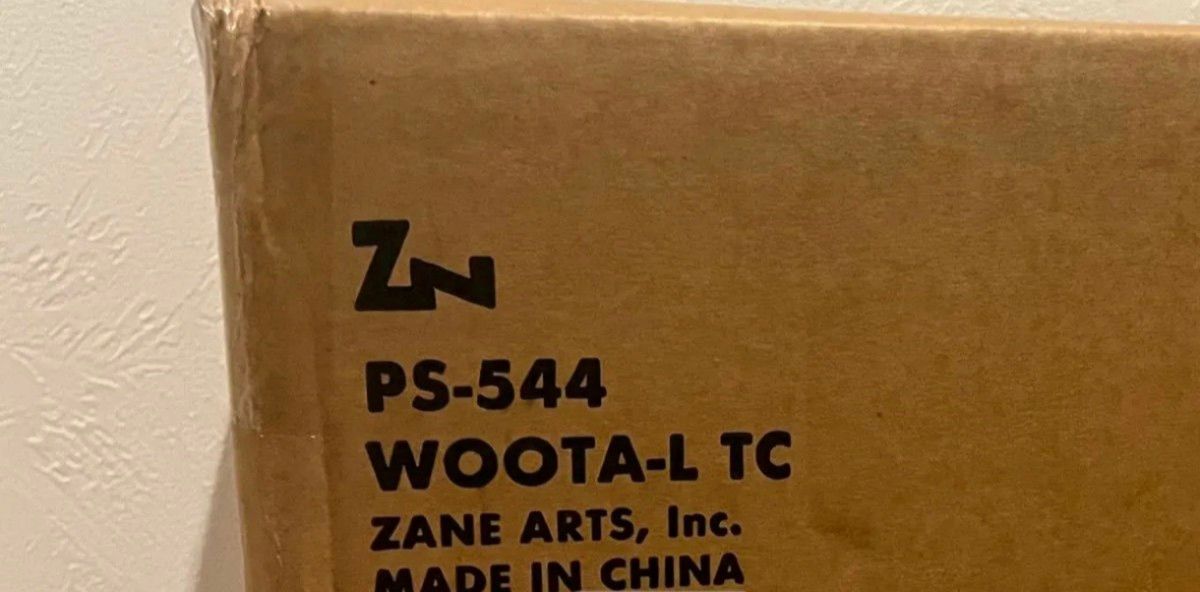 ZN
PS-544
WOOTA-L TC
ZANE ARTS, Inc.
MADE IN CHINA